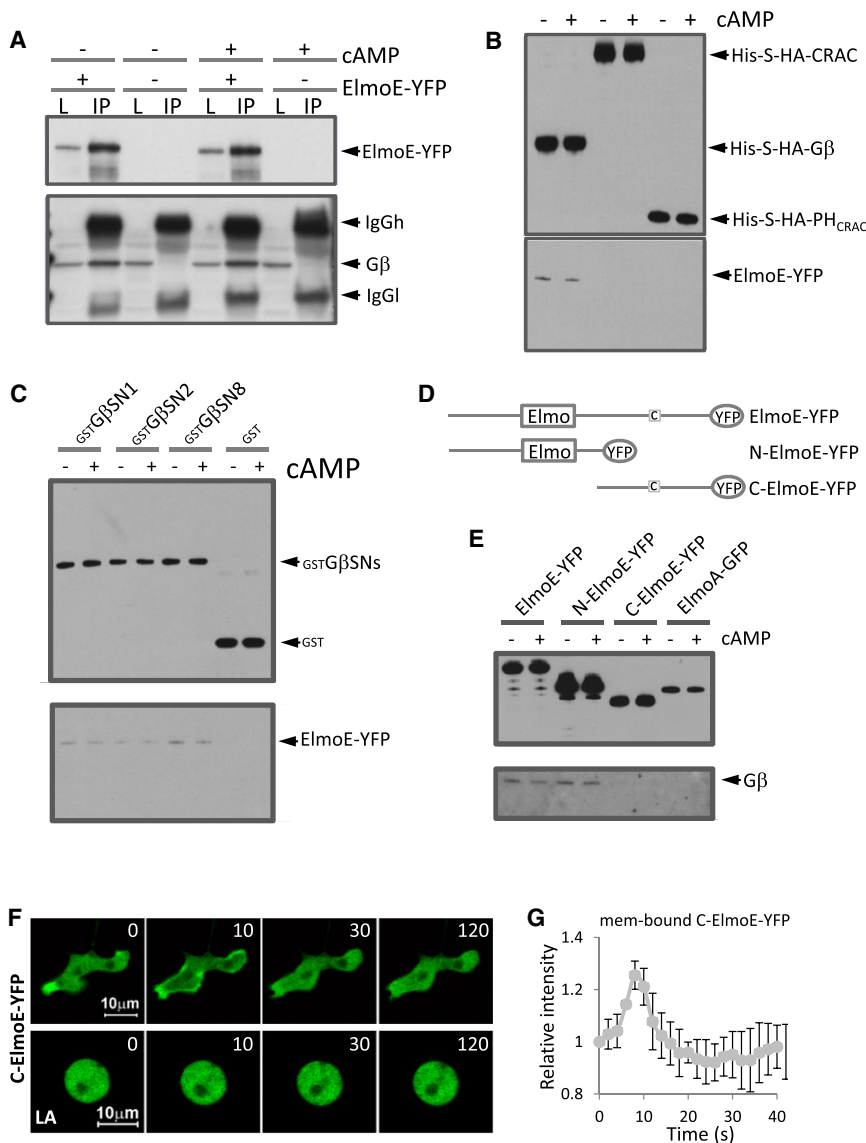 A
- - + + cAMP
+ - + - ElmoE-YFP
L IP L IP L IP L IP
ElmoE-YFP
IgGh
Gβ
IgGl
B
- + - + - + cAMP
His-S-HA-CRAC
His-S-HA-Gβ
His-S-HA-PHCRAC
ElmoE-YFP
C
GSTGβSN1 GSTGβSN2 GSTGβSN8 GST
- + - + - + - + cAMP
GSTGβSNs
GST
ElmoE-YFP
D
Elmo C YFP ElmoE-YFP
Elmo YFP N-ElmoE-YFP
C YFP C-ElmoE-YFP
E
ElmoE-YFP N-ElmoE-YFP C-ElmoE-YFP ElmoA-GFP
- + - + - + - + cAMP
Gβ
F
C-ElmoE-YFP
0 10 30 120
10μm
0 10 30 120
LA 10μm
G
mem-bound C-ElmoE-YFP
Relative intensity
1.4
1.2
1
0.8
0 10 20 30 40
Time (s)